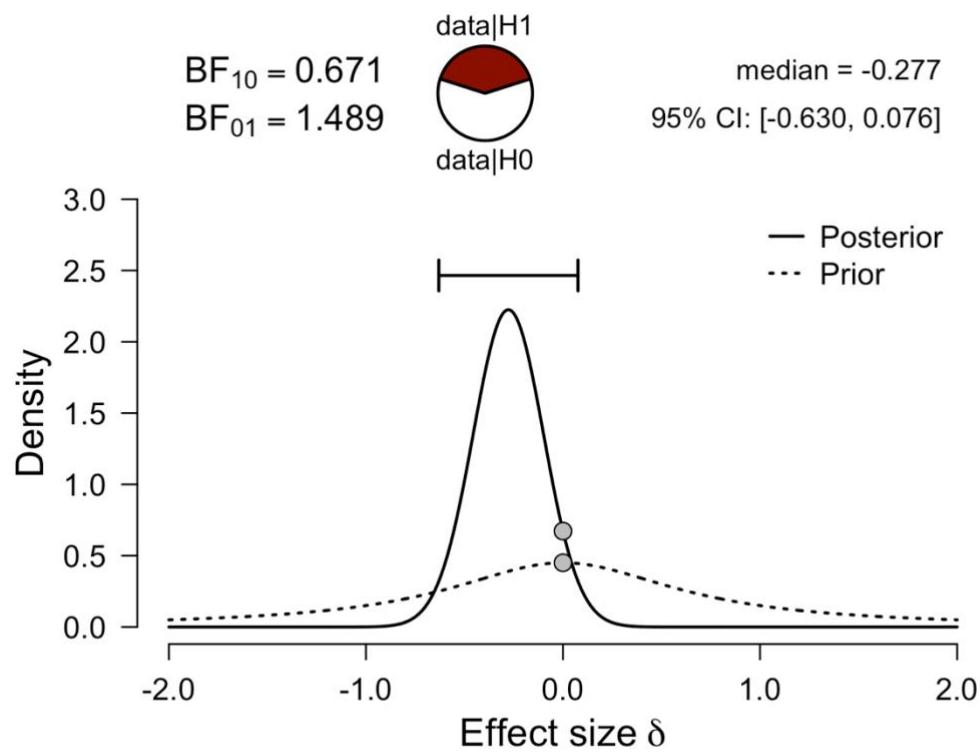 data|H1
BF₁₀ = 0.671
BF₀₁ = 1.489
median = -0.277
95% CI: [-0.630, 0.076]
data|H0
Posterior
Prior
Density
3.0
2.5
2.0
1.5
1.0
0.5
0.0
-2.0 -1.0 0.0 1.0 2.0
Effect size δ